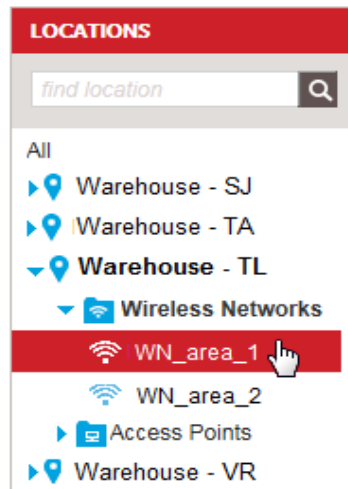 LOCATIONS
find location
All
Warehouse - SJ
Warehouse - TA
Warehouse - TL
Wireless Networks
WN_area_1
WN_area_2
Access Points
Warehouse - VR